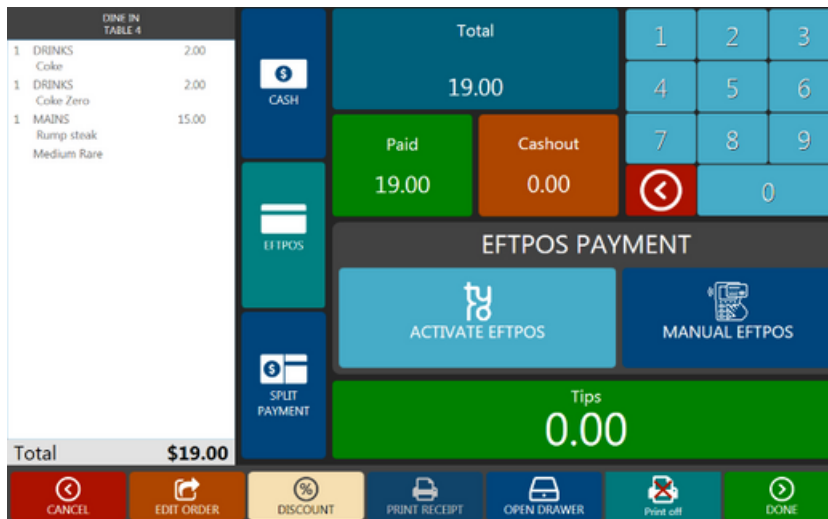 DINE IN
TABLE 4
1 DRINKS 2.00
Coke
1 DRINKS 2.00
Coke Zero
1 MAINS 15.00
Rump steak
Medium Rare
Total $19.00
CASH
EFTPOS
SPLIT
PAYMENT
Total
19.00
Paid
19.00
Cashout
0.00
1 2 3
4 5 6
7 8 9
0
EFTPOS PAYMENT
tyro
ACTIVATE EFTPOS
MANUAL EFTPOS
Tips
0.00
CANCEL
EDIT ORDER
DISCOUNT
PRINT RECEIPT
OPEN DRAWER
Print off
DONE